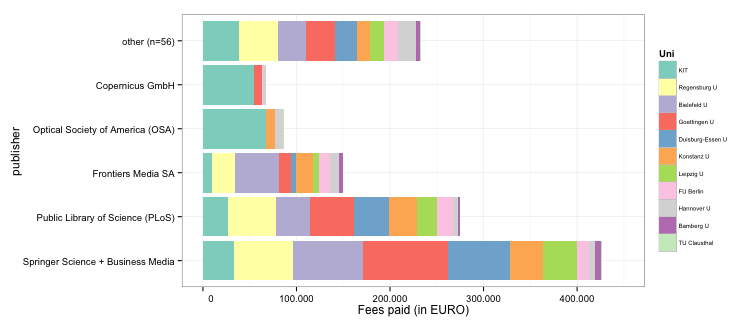 other (n=56)
Copernicus GmbH
Optical Society of America (OSA)
Frontiers Media SA
Public Library of Science (PLoS)
Springer Science + Business Media
publisher
0 100.000 200.000 300.000 400.000
Fees paid (in EURO)
Uni
KIT
Regensburg U
Bielefeld U
Goettingen U
Duisburg-Essen U
Konstanz U
Leipzig U
FU Berlin
Hannover U
Bamberg U
TU Clausthal